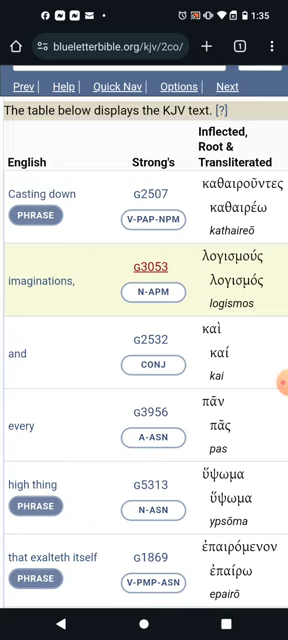 1:35
blueletterbible.org/kjv/2co/
1
Prev | Help | Quick Nav | Options | Next
The table below displays the KJV text. [?]
English Strong's Inflected, Root & Transliterated
Casting down G2507 καθαιροῦντες
PHRASE V-PAP-NPM καθαιρέω
kathaireō
imaginations, G3053 λογισμούς
N-APM λογισμός
logismos
and G2532 καὶ
CONJ καί
kai
every G3956 πᾶν
A-ASN πᾶς
pas
high thing G5313 ὕψωμα
PHRASE N-ASN ὕψωμα
ypsōma
that exalteth itself G1869 ἐπαιρόμενον
PHRASE V-PMP-ASN ἐπαίρω
epairō